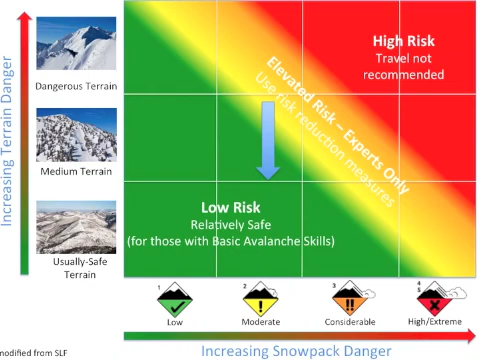 Increasing Terrain Danger
Dangerous Terrain
Medium Terrain
Usually-Safe
Terrain
High Risk
Travel not
recommended
Elevated Risk – Experts Only
Use risk reduction measures
Low Risk
Relatively Safe
(for those with Basic Avalanche Skills)
1
2
3
4
5
Low
Moderate
Considerable
High/Extreme
Increasing Snowpack Danger
modified from SLF